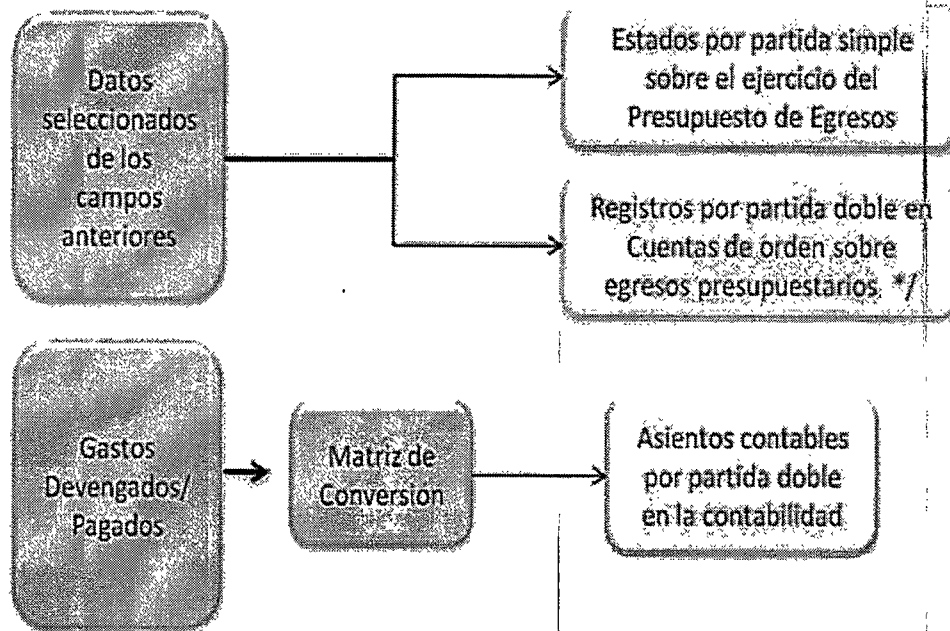 Datos
seleccionados
de los
campos
anteriores
Estados por partida simple
sobre el ejercicio del
Presupuesto de Egresos
Registros por partida doble en
Cuentas de orden sobre
egresos presupuestarios */
Gastos
Devengados/
Pagados
Matriz de
Conversión
Asientos contables
por partida doble
en la contabilidad